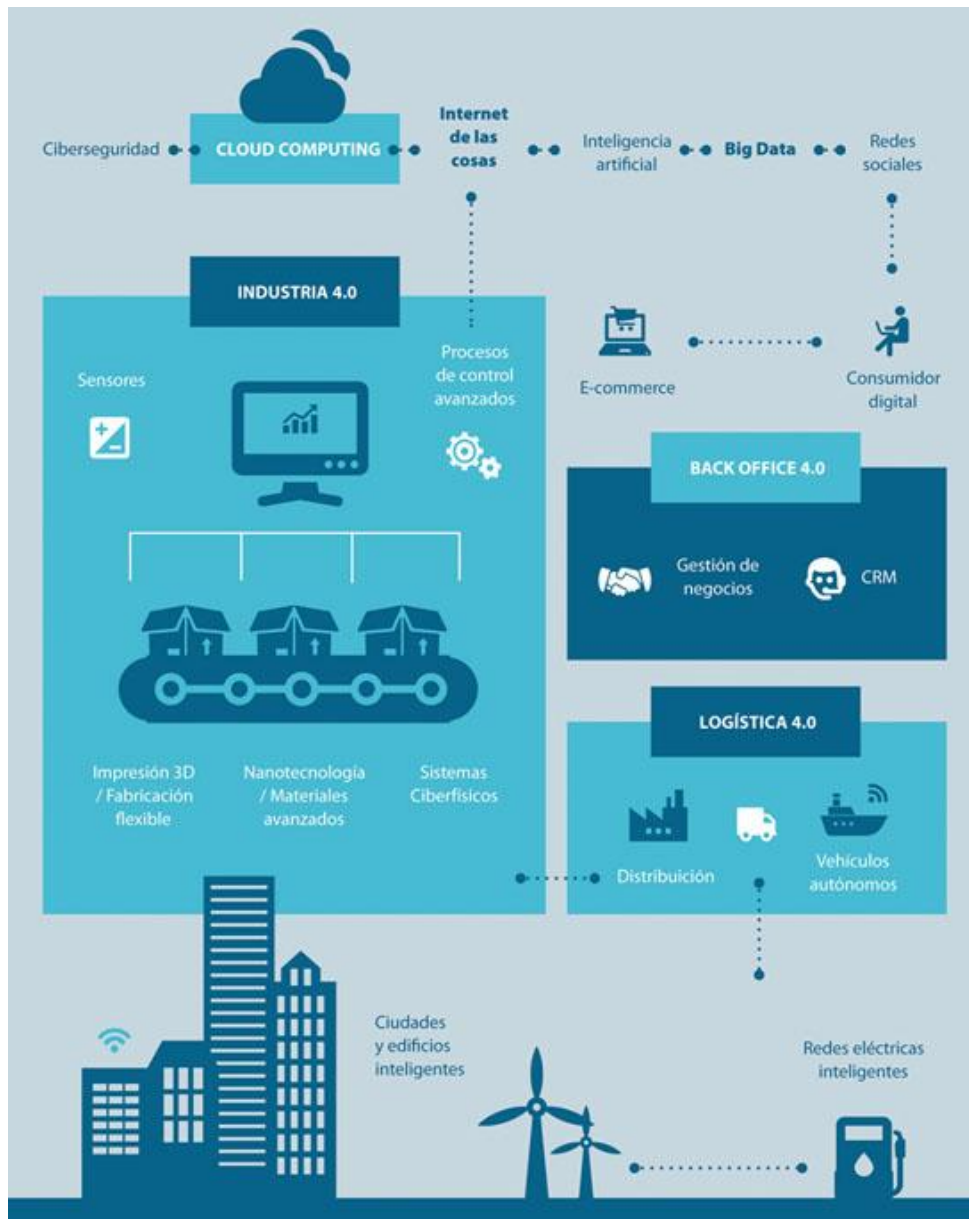 Ciberseguridad
CLOUD COMPUTING
Internet
de las
cosas
Inteligencia
artificial
Big Data
Redes
sociales
INDUSTRIA 4.0
Sensores
Procesos
de control
avanzados
E-commerce
Consumidor
digital
BACK OFFICE 4.0
Gestión de
negocios
CRM
LOGÍSTICA 4.0
Impresión 3D
/ Fabricación
flexible
Nanotecnología
/ Materiales
avanzados
Sistemas
Ciberfísicos
Distribuición
Vehículos
autónomos
Ciudades
y edificios
inteligentes
Redes eléctricas
inteligentes